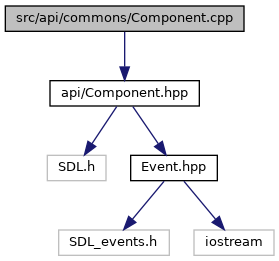 src/api/commons/Component.cpp
api/Component.hpp
SDL.h
Event.hpp
SDL_events.h
iostream